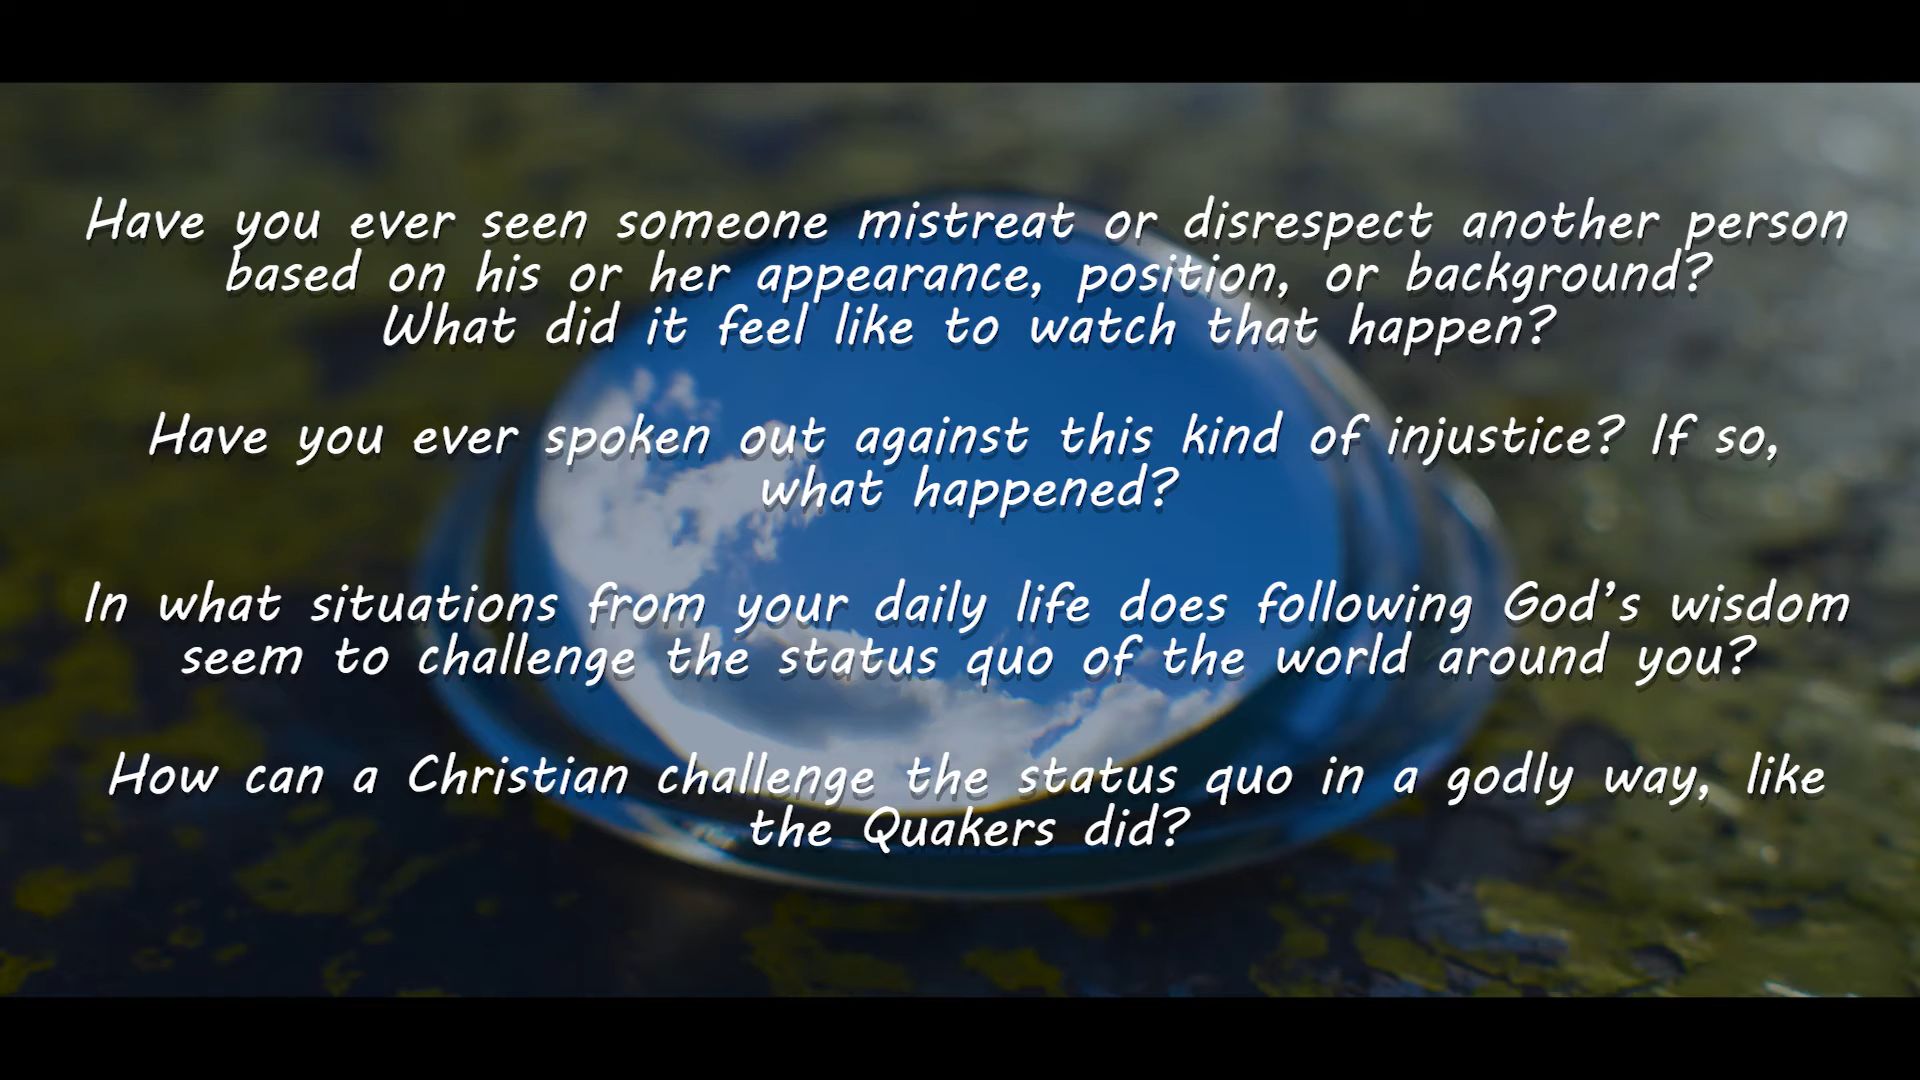 Have you ever seen someone mistreat or disrespect another person
based on his or her appearance, position, or background?
What did it feel like to watch that happen?
Have you ever spoken out against this kind of injustice? If so,
what happened?
In what situations from your daily life does following God’s wisdom
seem to challenge the status quo of the world around you?
How can a Christian challenge the status quo in a godly way, like
the Quakers did?